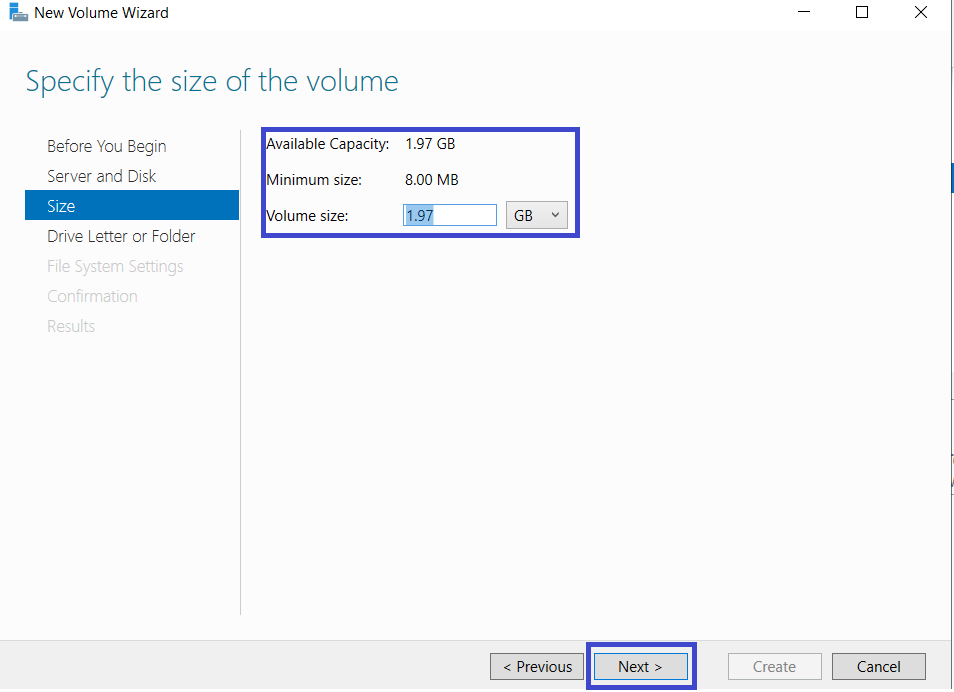 New Volume Wizard
Specify the size of the volume
Before You Begin
Server and Disk
Size
Drive Letter or Folder
File System Settings
Confirmation
Results
Available Capacity: 1.97 GB
Minimum size: 8.00 MB
Volume size: 1.97 GB
< Previous Next > Create Cancel